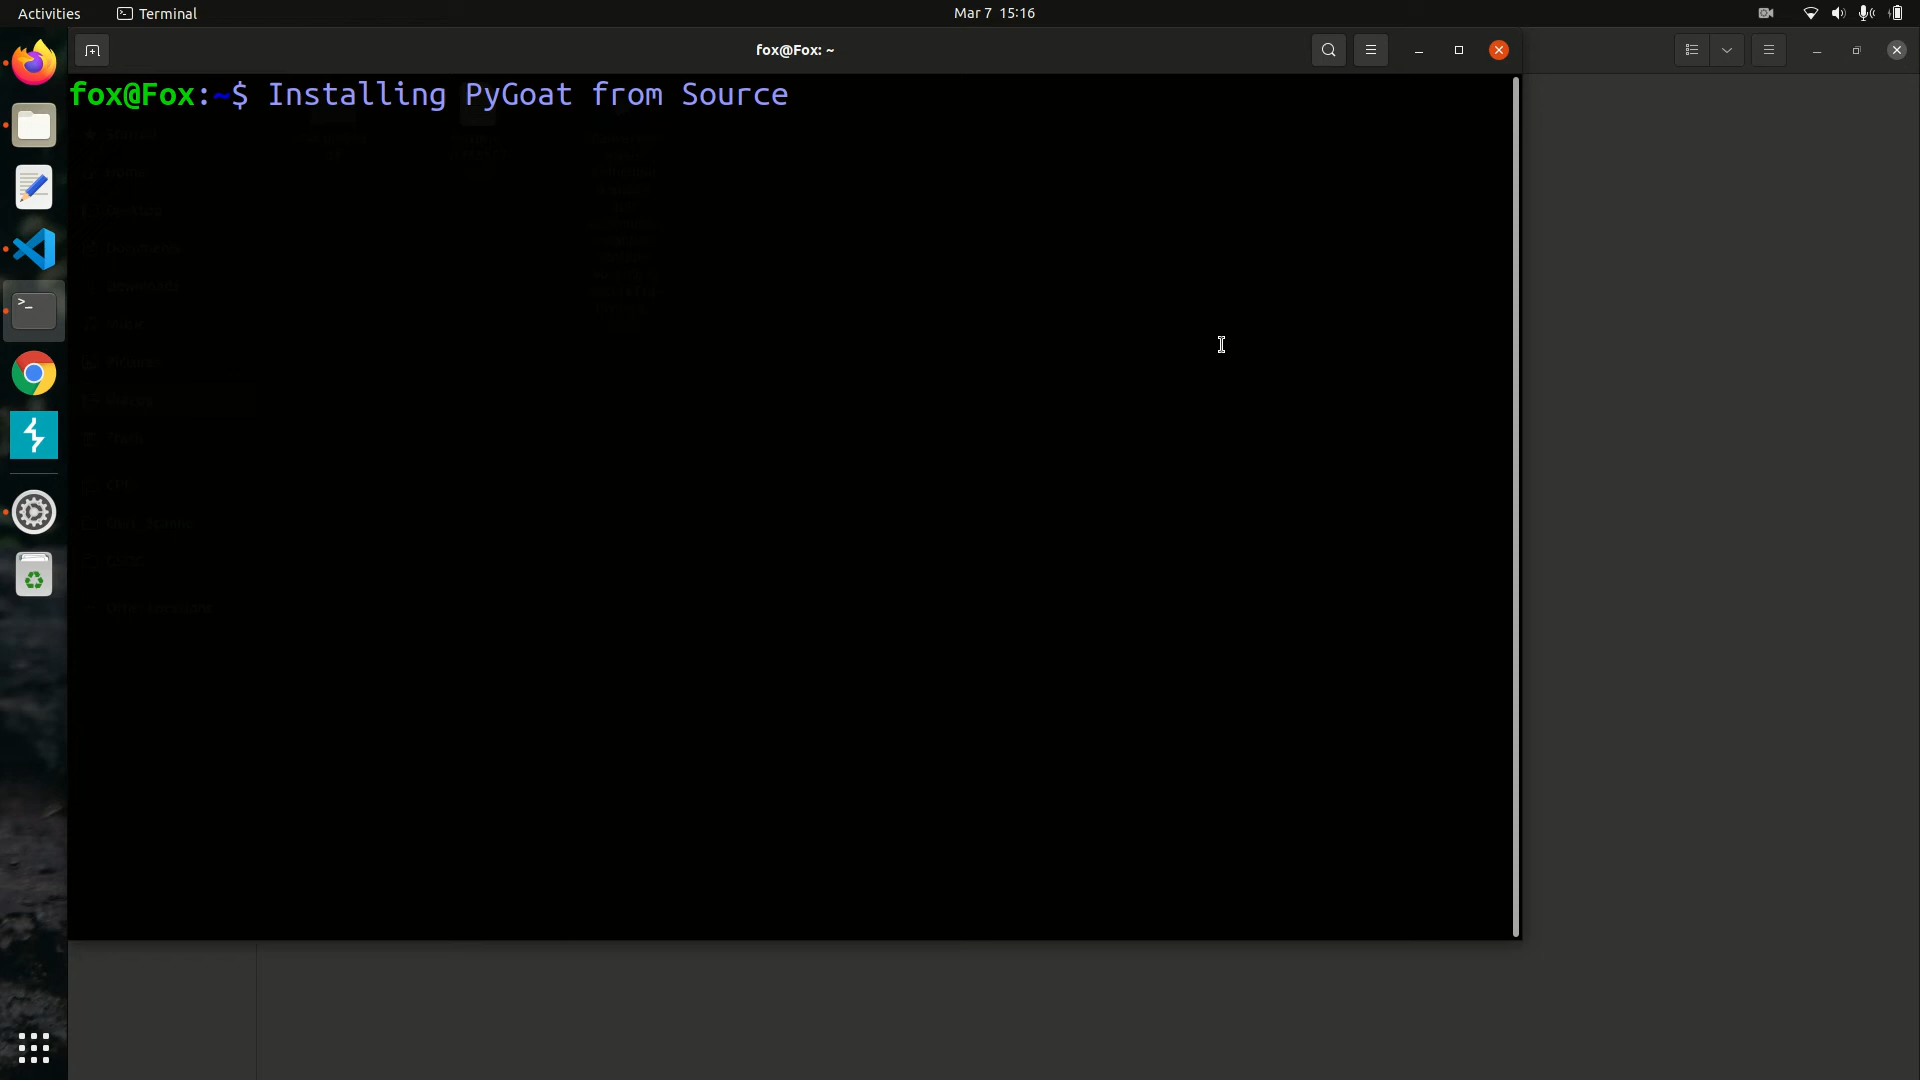 Activities Terminal Mar 7 15:16
fox@Fox: ~
fox@Fox:~$ Installing PyGoat from Source